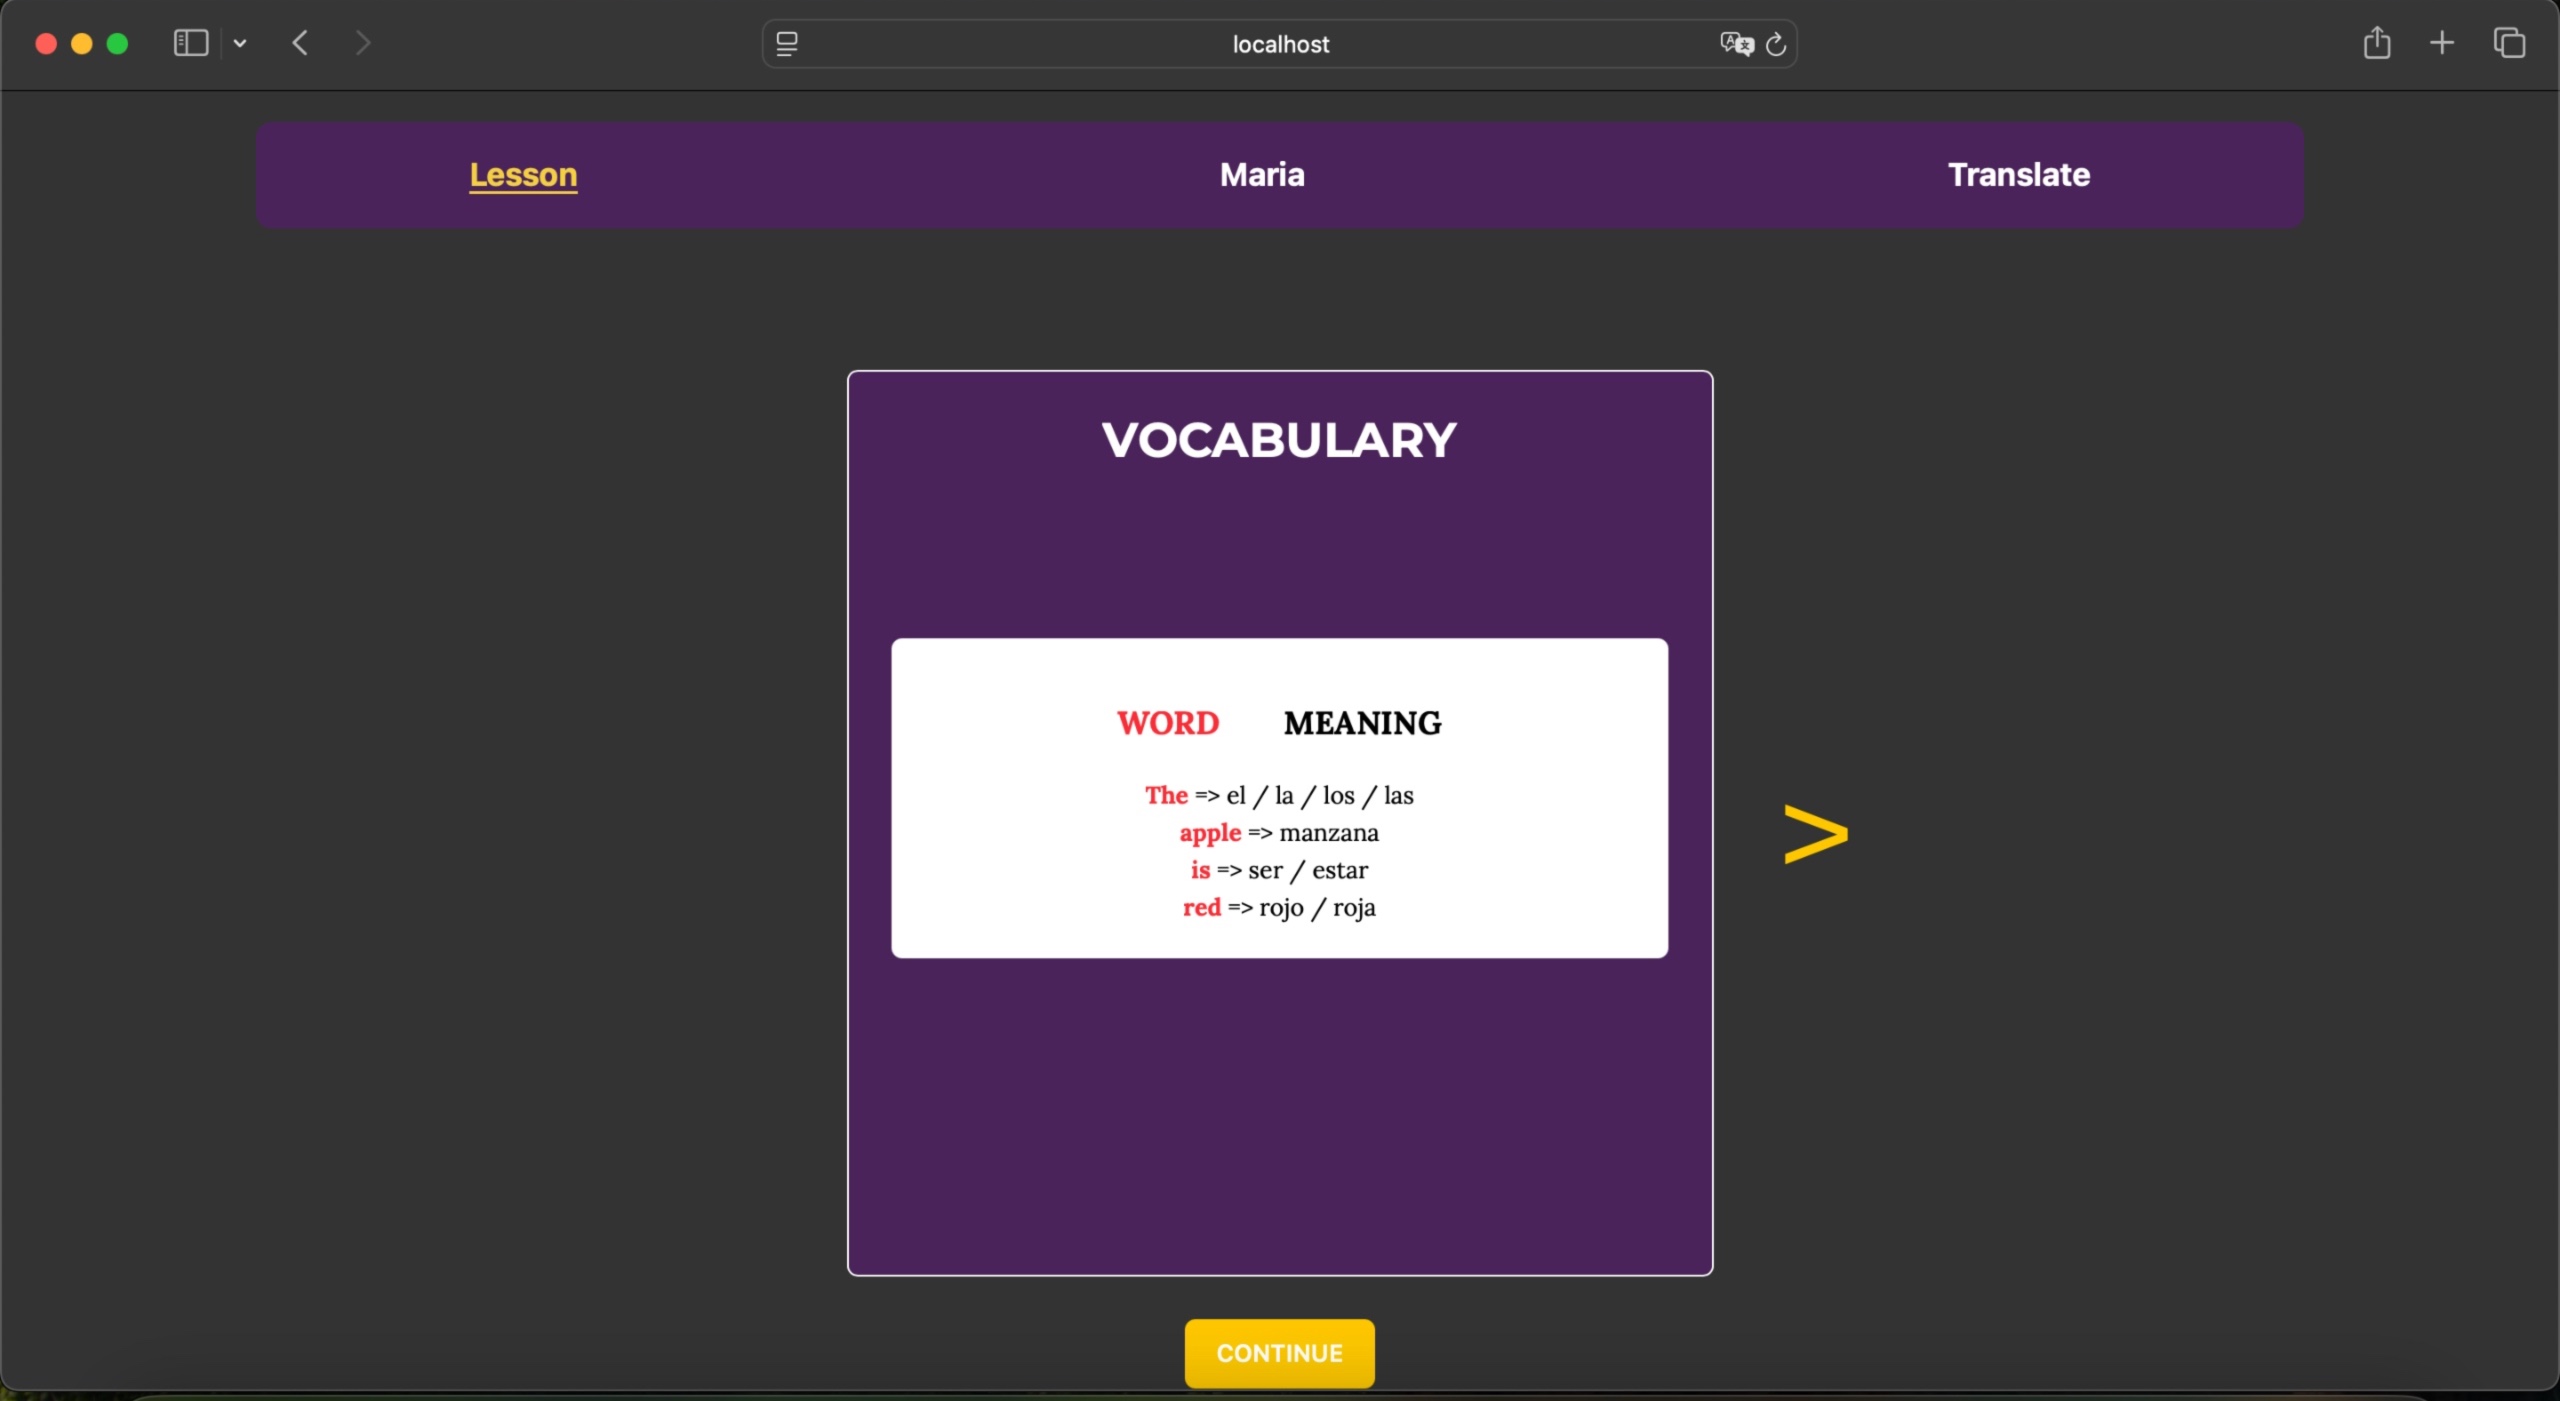 localhost
Lesson Maria Translate
VOCABULARY
WORD MEANING
The => el / la / los / las
apple => manzana
is => ser / estar
red => rojo / roja
>
CONTINUE